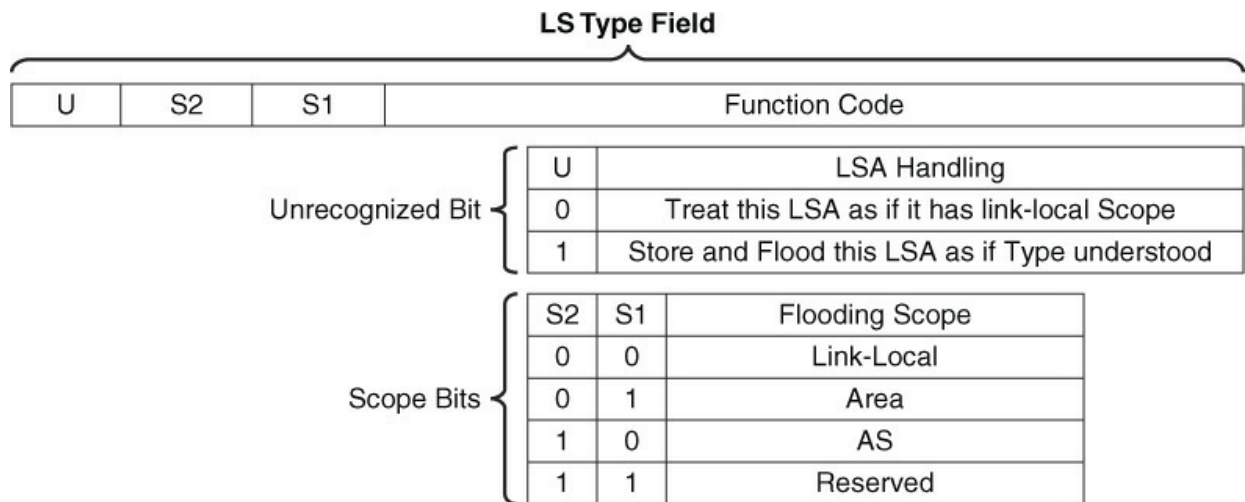 LS Type Field
U S2 S1 Function Code
U LSA Handling
Unrecognized Bit 0 Treat this LSA as if it has link-local Scope
1 Store and Flood this LSA as if Type understood
S2 S1 Flooding Scope
0 0 Link-Local
Scope Bits 0 1 Area
1 0 AS
1 1 Reserved